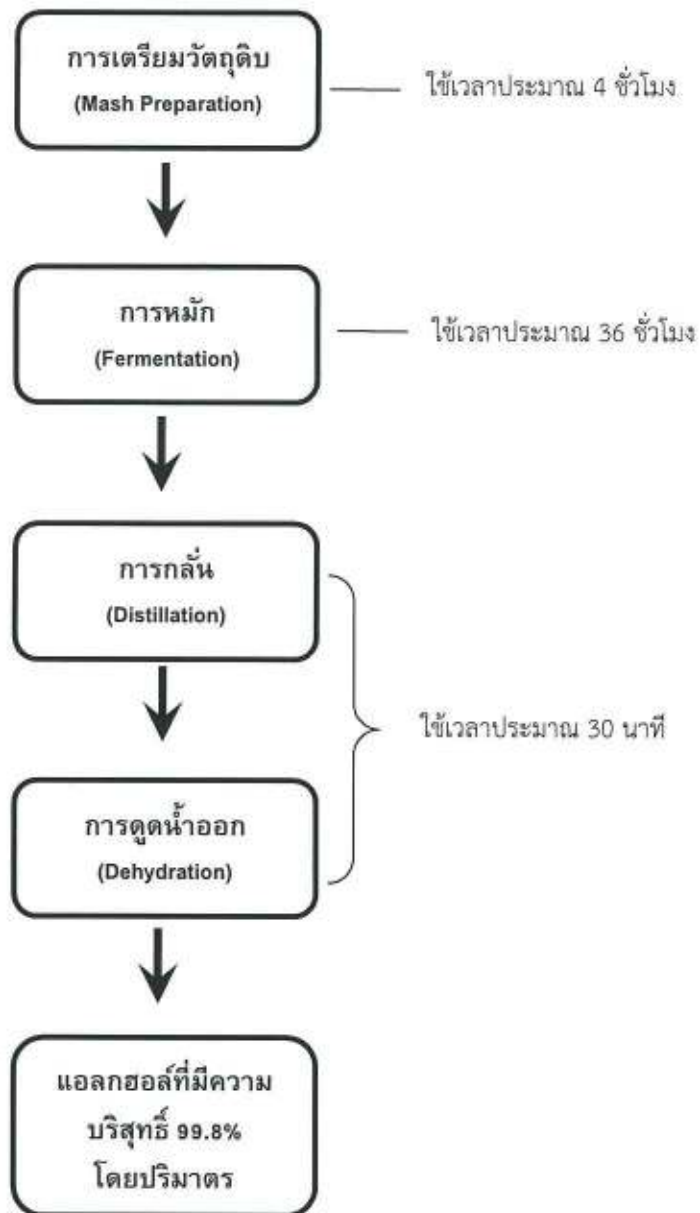 การเตรียมวัตถุดิบ
(Mash Preparation)
ใช้เวลาประมาณ 4 ชั่วโมง
การหมัก
(Fermentation)
ใช้เวลาประมาณ 36 ชั่วโมง
การกลั่น
(Distillation)
ใช้เวลาประมาณ 30 นาที
การดูดน้ำออก
(Dehydration)
แอลกฮอล์ที่มีความ
บริสุทธิ์ 99.8%
โดยปริมาตร